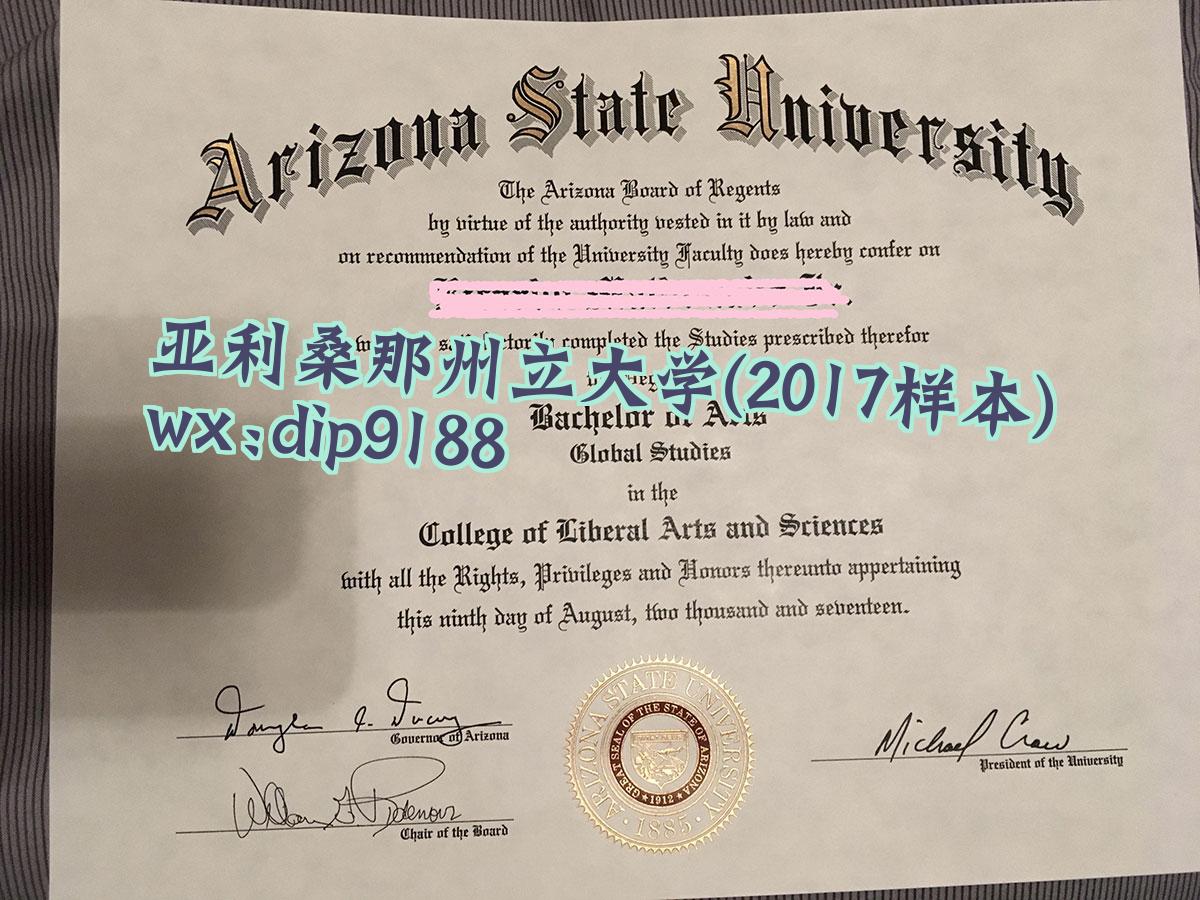 Arizona State University
The Arizona Board of Regents
by virtue of the authority vested in it by law and
on recommendation of the University Faculty does hereby confer on
completed the Studies prescribed therefor
亚利桑那州立大学(2017样本)
Bachelor of Arts
wx:dip9188
Global Studies
in the
College of Liberal Arts and Sciences
with all the Rights, Privileges and Honors thereunto appertaining
this ninth day of August, two thousand and seventeen.
Governor of Arizona
Michael Crow
President of the University
Chair of the Board
ARIZONA STATE UNIVERSITY
GREAT SEAL OF THE STATE OF ARIZONA
1912
· 1885 ·